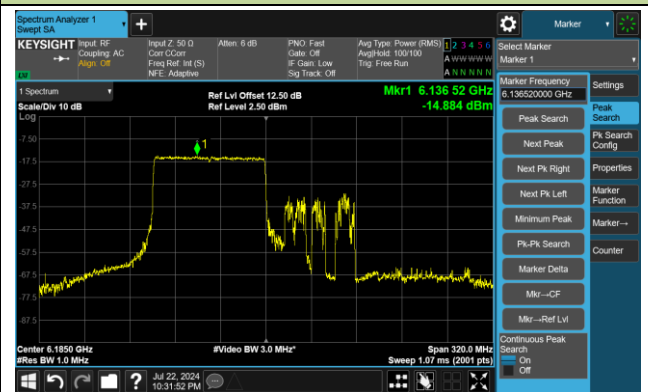 Spectrum Analyzer 1
Swept SA
+
Marker
KEYSIGHT
Input: RF
Coupling: AC
Align: Off
Input Z: 50 Ω
Corr CCorr
Freq Ref: Int (S)
NFE: Adaptive
Atten: 6 dB
PNO: Fast
Gate: Off
IF Gain: Low
Sig Track: Off
Avg Type: Power (RMS)
Avg|Hold: 100/100
Trig: Free Run
1 2 3 4 5 6
A W W W W W
A N N N N N
LXI
Select Marker
Marker 1
1 Spectrum
Scale/Div 10 dB
Log
Ref Lvl Offset 12.50 dB
Ref Level 2.50 dBm
Mkr1 6.136 52 GHz
-14.884 dBm
Marker Frequency
6.136520000 GHz
Peak Search
Next Peak
Next Pk Right
Next Pk Left
Minimum Peak
Pk-Pk Search
Marker Delta
Mkr→CF
Mkr→Ref Lvl
Continuous Peak
Search
On
Off
Settings
Peak
Search
Pk Search
Config
Properties
Marker
Function
Marker→
Counter
-7.50
-17.5
-27.5
-37.5
-47.5
-57.5
-67.5
-77.5
-87.5
1
Center 6.1850 GHz
#Res BW 1.0 MHz
#Video BW 3.0 MHz*
Span 320.0 MHz
Sweep 1.07 ms (2001 pts)
?
Jul 22, 2024
10:31:52 PM